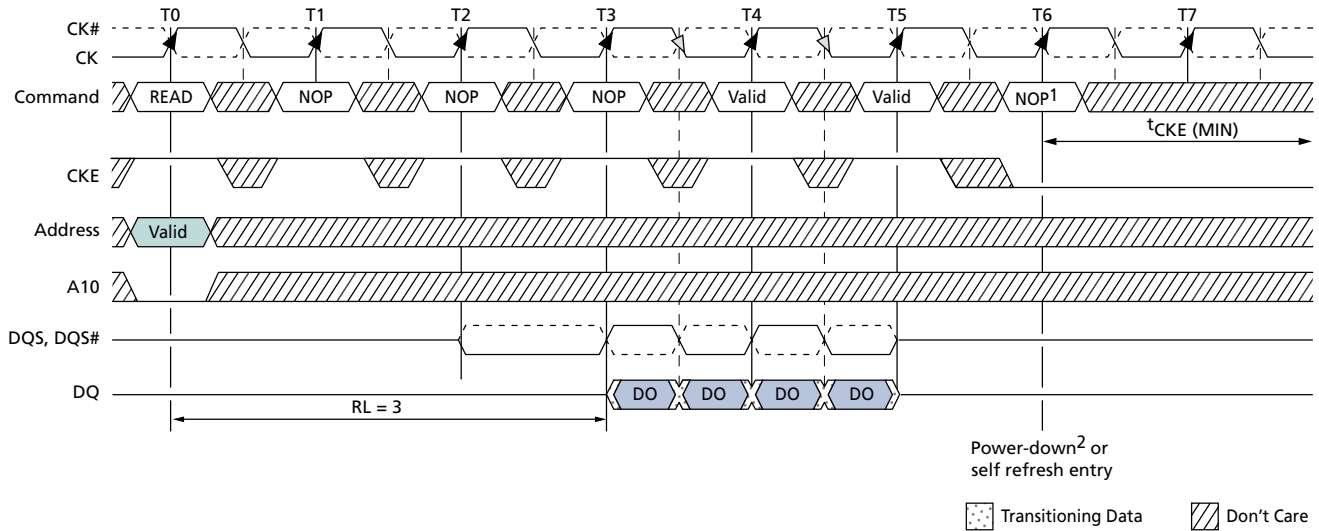 T0 T1 T2 T3 T4 T5 T6 T7
CK#
CK
Command READ NOP NOP NOP Valid Valid NOP1
tCKE (MIN)
CKE
Address Valid
A10
DQS, DQS#
DQ DO DO DO DO
RL = 3
Power-down2 or
self refresh entry
Transitioning Data Don't Care